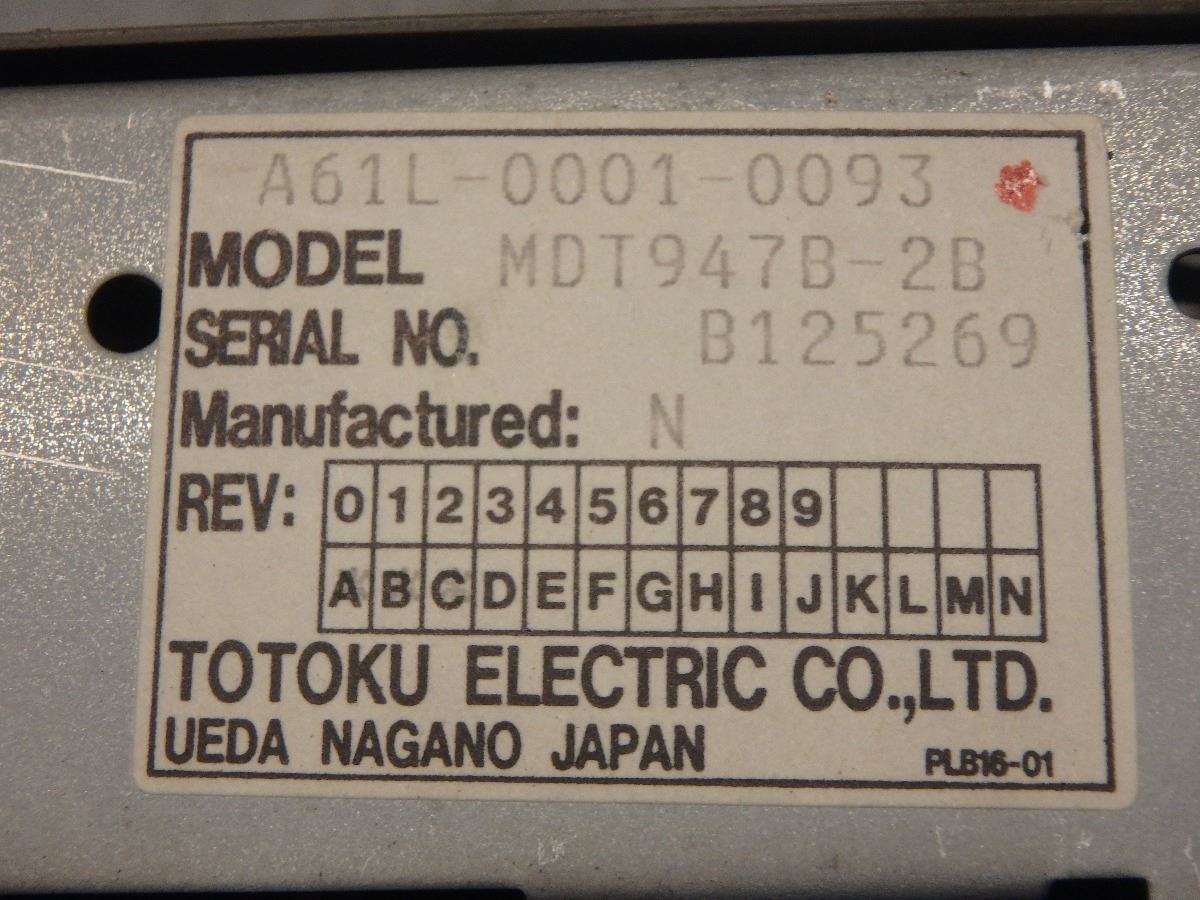 A61L-0001-0093
MODEL MDT947B-2B
SERIAL NO. B125269
Manufactured: N
REV: 0 1 2 3 4 5 6 7 8 9
A B C D E F G H I J K L M N
TOTOKU ELECTRIC CO.,LTD.
UEDA NAGANO JAPAN PLB16-01